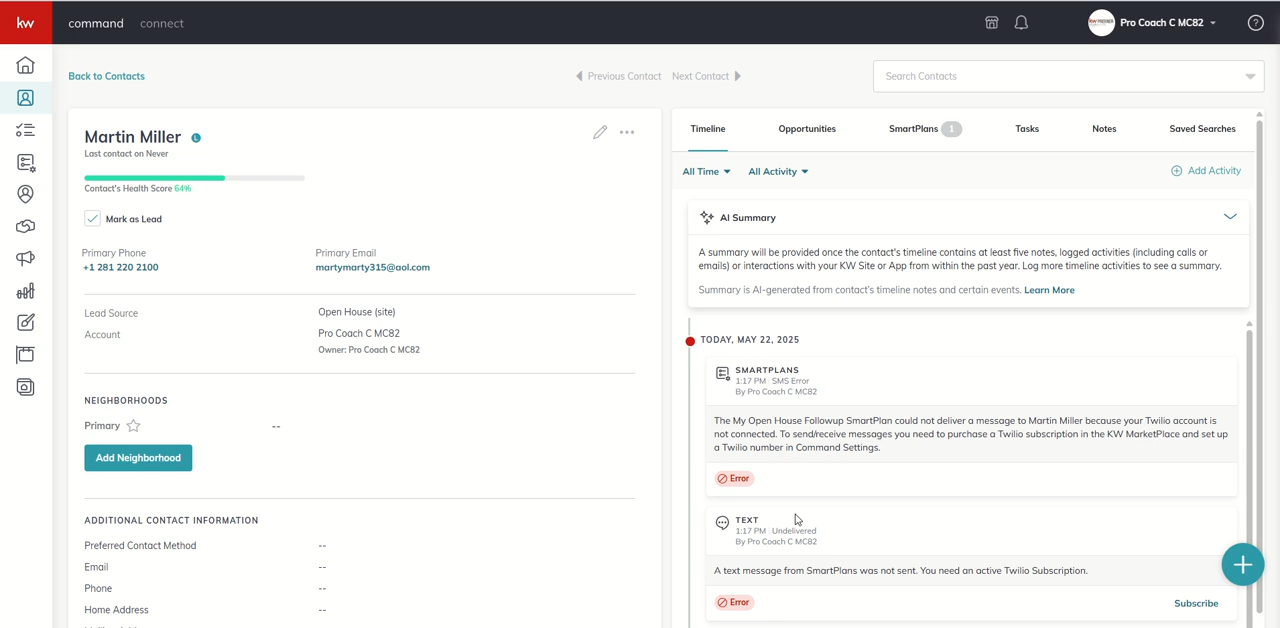 kw
command
connect
Pro Coach C MC82
Back to Contacts
Previous Contact
Next Contact
Search Contacts
Martin Miller
L
Last contact on Never
Contact's Health Score 64%
Mark as Lead
Primary Phone
+1 281 220 2100
Primary Email
martymarty315@aol.com
Lead Source
Open House (site)
Account
Pro Coach C MC82
Owner: Pro Coach C MC82
NEIGHBORHOODS
Primary
--
Add Neighborhood
ADDITIONAL CONTACT INFORMATION
Preferred Contact Method
--
Email
--
Phone
--
Home Address
--
Timeline
Opportunities
SmartPlans 1
Tasks
Notes
Saved Searches
All Time
All Activity
Add Activity
AI Summary
A summary will be provided once the contact's timeline contains at least five notes, logged activities (including calls or
emails) or interactions with your KW Site or App from within the past year. Log more timeline activities to see a summary.
Summary is AI-generated from contact's timeline notes and certain events. Learn More
TODAY, MAY 22, 2025
SMARTPLANS
1:17 PM SMS Error
By Pro Coach C MC82
The My Open House Followup SmartPlan could not deliver a message to Martin Miller because your Twilio account is
not connected. To send/receive messages you need to purchase a Twilio subscription in the KW MarketPlace and set up
a Twilio number in Command Settings.
Error
TEXT
1:17 PM Undelivered
By Pro Coach C MC82
A text message from SmartPlans was not sent. You need an active Twilio Subscription.
Error
Subscribe